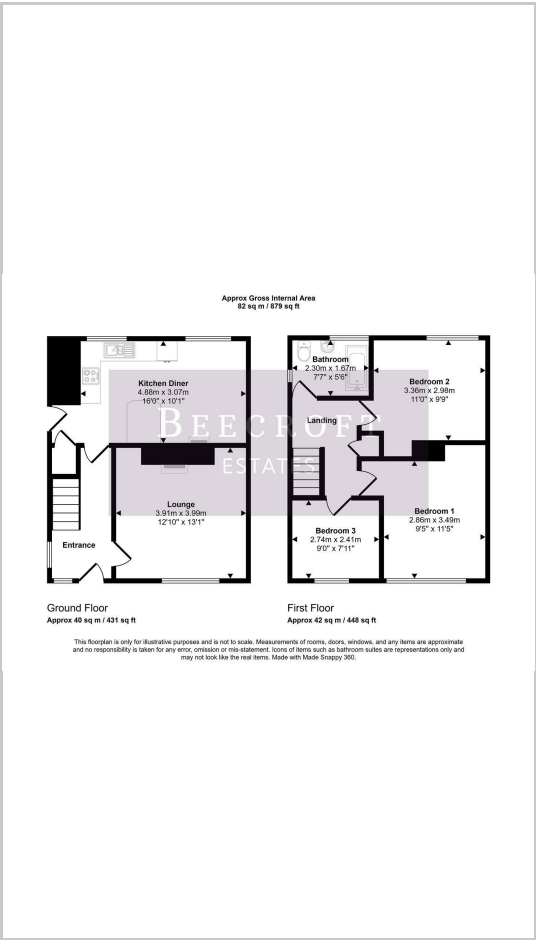 Approx Gross Internal Area
82 sq m / 879 sq ft
Kitchen Diner
4.88m x 3.07m
16'0" x 10'1"
Lounge
3.91m x 3.99m
12'10" x 13'1"
Entrance
Bathroom
2.30m x 1.67m
7'7" x 5'6"
Bedroom 2
3.36m x 2.98m
11'0" x 9'9"
Landing
Bedroom 3
2.74m x 2.41m
9'0" x 7'11"
Bedroom 1
2.86m x 3.49m
9'5" x 11'5"
BEECROFT
ESTATES
Ground Floor
Approx 40 sq m / 431 sq ft
First Floor
Approx 42 sq m / 448 sq ft
This floorplan is only for illustrative purposes and is not to scale. Measurements of rooms, doors, windows, and any items are approximate
and no responsibility is taken for any error, omission or mis-statement. Icons of items such as bathroom suites are representations only and
may not look like the real items. Made with Made Snappy 360.